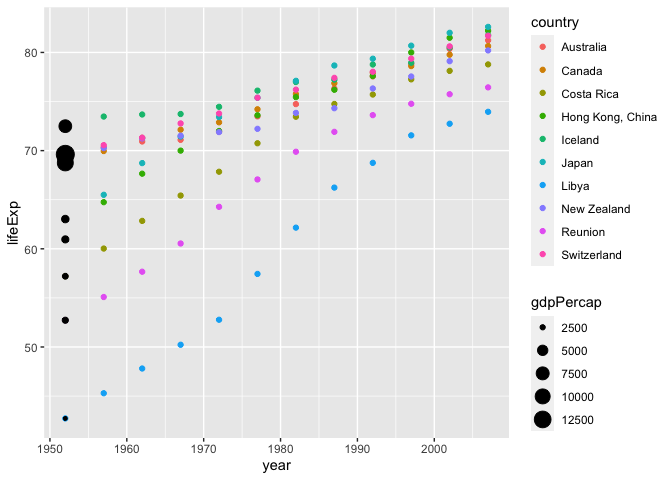 country
Australia
Canada
Costa Rica
Hong Kong, China
Iceland
Japan
Libya
New Zealand
Reunion
Switzerland
gdpPercap
2500
5000
7500
10000
12500
lifeExp
80
70
60
50
1950
1960
1970
1980
1990
2000
year